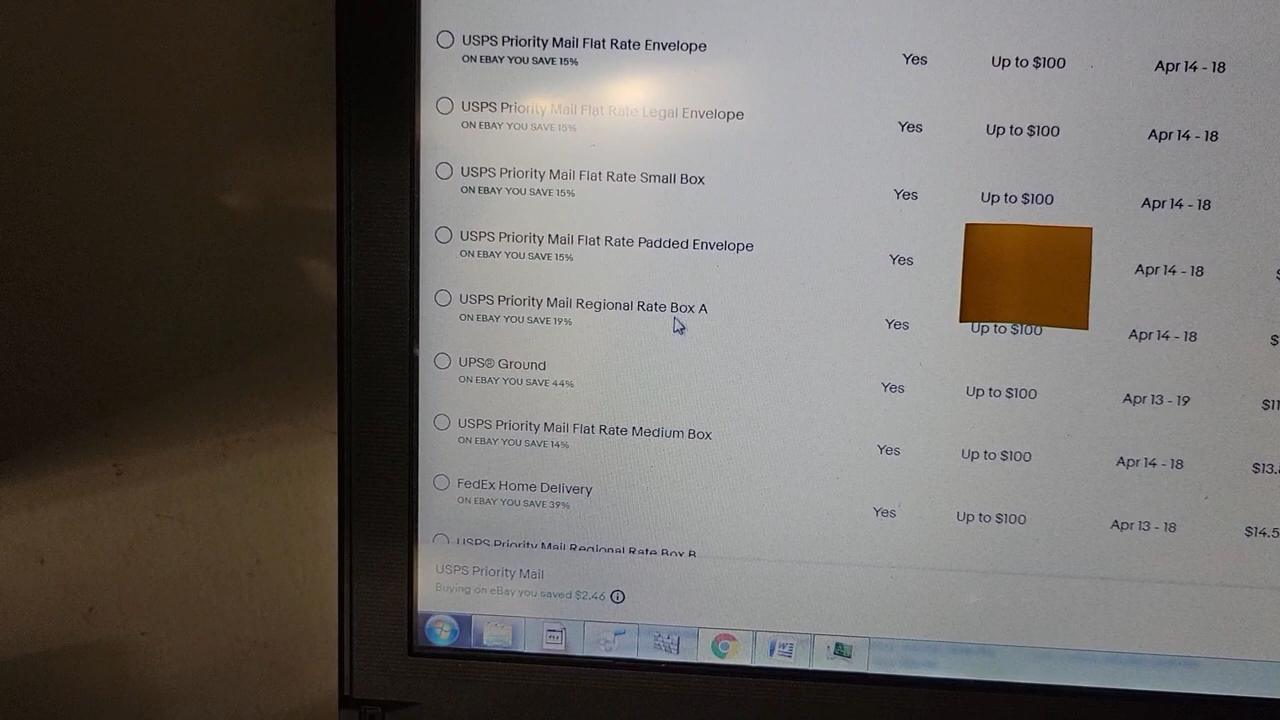 USPS Priority Mail Flat Rate Envelope Yes Up to $100 Apr 14 - 18
ON EBAY YOU SAVE 15%
USPS Priority Mail Flat Rate Legal Envelope Yes Up to $100 Apr 14 - 18
ON EBAY YOU SAVE 15%
USPS Priority Mail Flat Rate Small Box Yes Up to $100 Apr 14 - 18
ON EBAY YOU SAVE 15%
USPS Priority Mail Flat Rate Padded Envelope Yes Apr 14 - 18 $
ON EBAY YOU SAVE 15%
USPS Priority Mail Regional Rate Box A Yes Up to $100 Apr 14 - 18 $
ON EBAY YOU SAVE 19%
UPS® Ground Yes Up to $100 Apr 13 - 19 $11
ON EBAY YOU SAVE 44%
USPS Priority Mail Flat Rate Medium Box Yes Up to $100 Apr 14 - 18 $13.
ON EBAY YOU SAVE 14%
FedEx Home Delivery Yes Up to $100 Apr 13 - 18 $14.5
ON EBAY YOU SAVE 39%
USPS Priority Mail Regional Rate Box B
USPS Priority Mail
Buying on eBay you saved $2.46